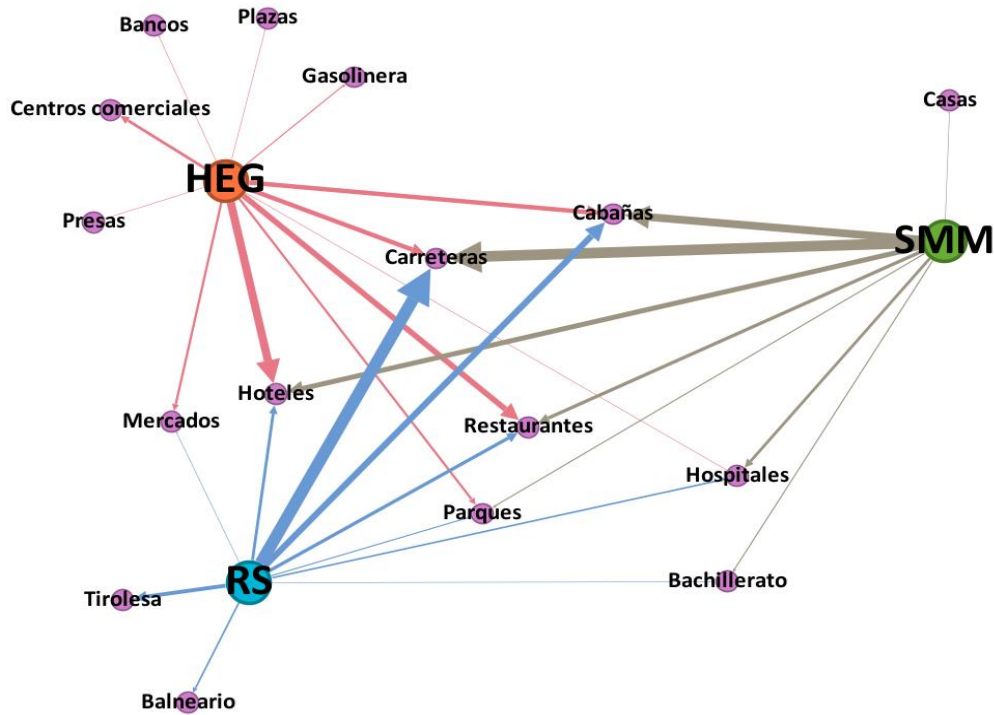 Plazas
Bancos
Gasolinera
Casas
Centros comerciales
HEG
Presas
Cabañas
SMM
Carreteras
Hoteles
Mercados
Restaurantes
Hospitales
Parques
RS
Bachillerato
Tirolesa
Balneario